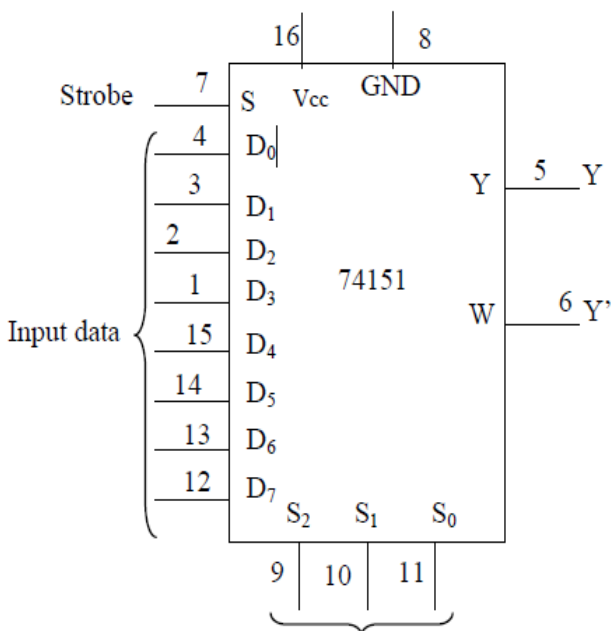 16 8
7 Vcc GND
Strobe S
4 D₀
3 D₁
2 D₂
1 D₃
Input data
15 D₄
14 D₅
13 D₆
12 D₇
74151
Y 5 Y
W 6 Y’
S₂ S₁ S₀
9 10 11